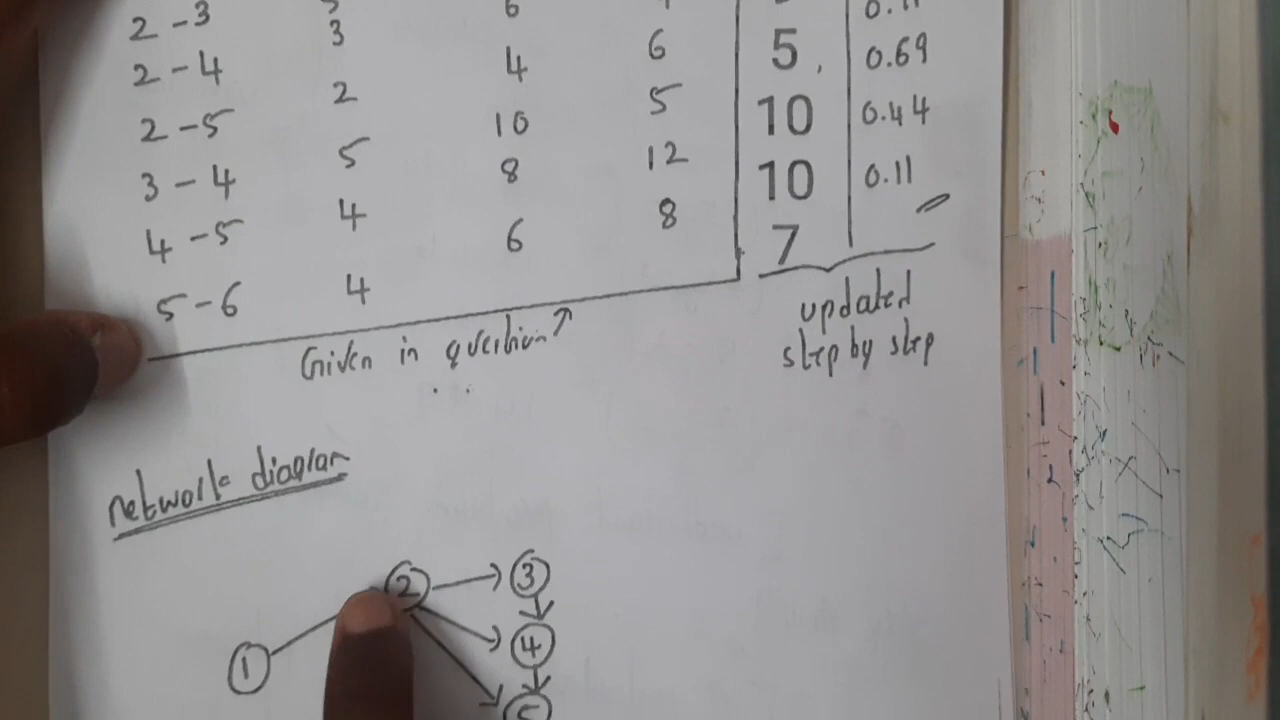 2-3
2-4 3 6
2-5 2 4 6 5 0.69
3-4 5 10 5 10 0.44
4-5 4 8 12 10 0.11
5-6 4 6 8 7
Given in question
updated
step by step
network diagram
2 3
1 4
5